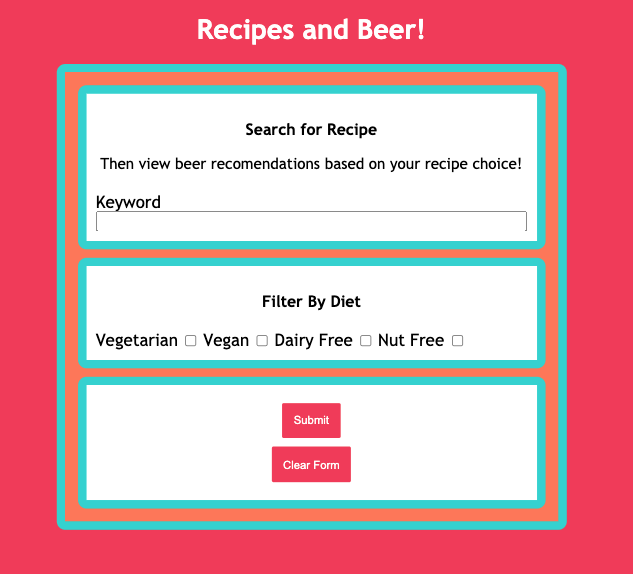 Recipes and Beer!
Search for Recipe
Then view beer recomendations based on your recipe choice!
Keyword
Filter By Diet
Vegetarian Vegan Dairy Free Nut Free
Submit
Clear Form